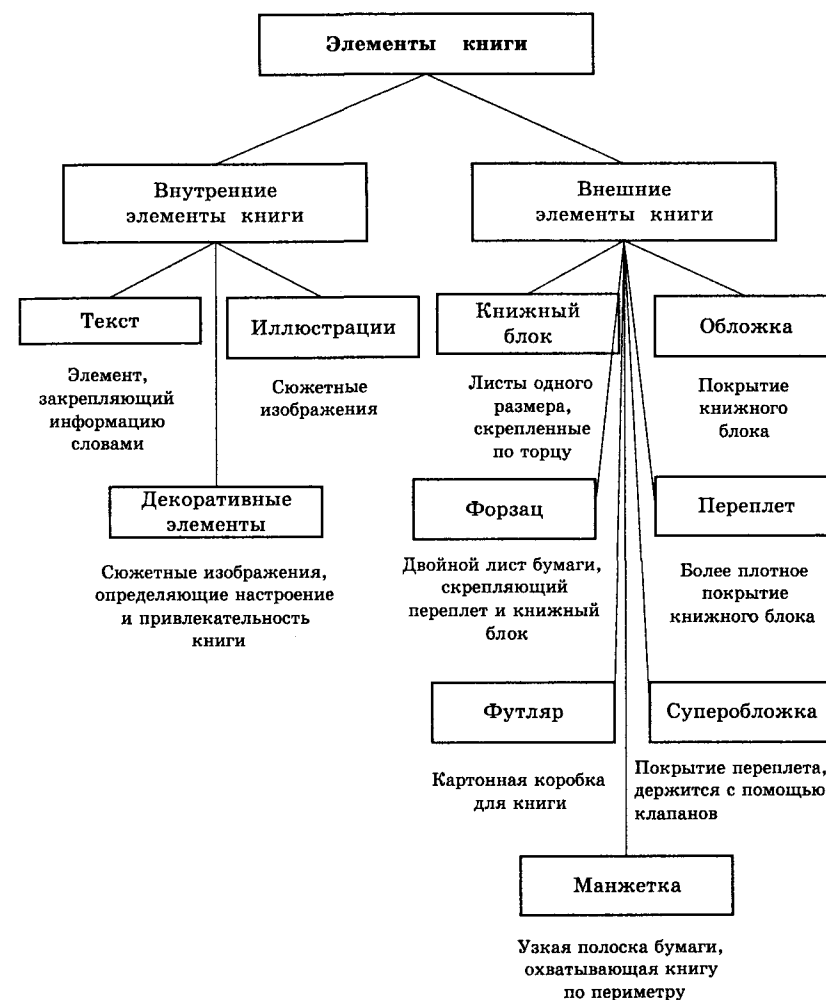 Элементы книги
Внутренние
элементы книги
Внешние
элементы книги
Текст
Элемент,
закрепляющий
информацию
словами
Иллюстрации
Сюжетные
изображения
Декоративные
элементы
Сюжетные изображения,
определяющие настроение
и привлекательность
книги
Книжный
блок
Листы одного
размера,
скрепленные
по торцу
Обложка
Покрытие
книжного
блока
Форзац
Двойной лист бумаги,
скрепляющий
переплет и книжный
блок
Переплет
Более плотное
покрытие
книжного блока
Футляр
Картонная коробка
для книги
Суперобложка
Покрытие переплета,
держится с помощью
клапанов
Манжетка
Узкая полоска бумаги,
охватывающая книгу
по периметру